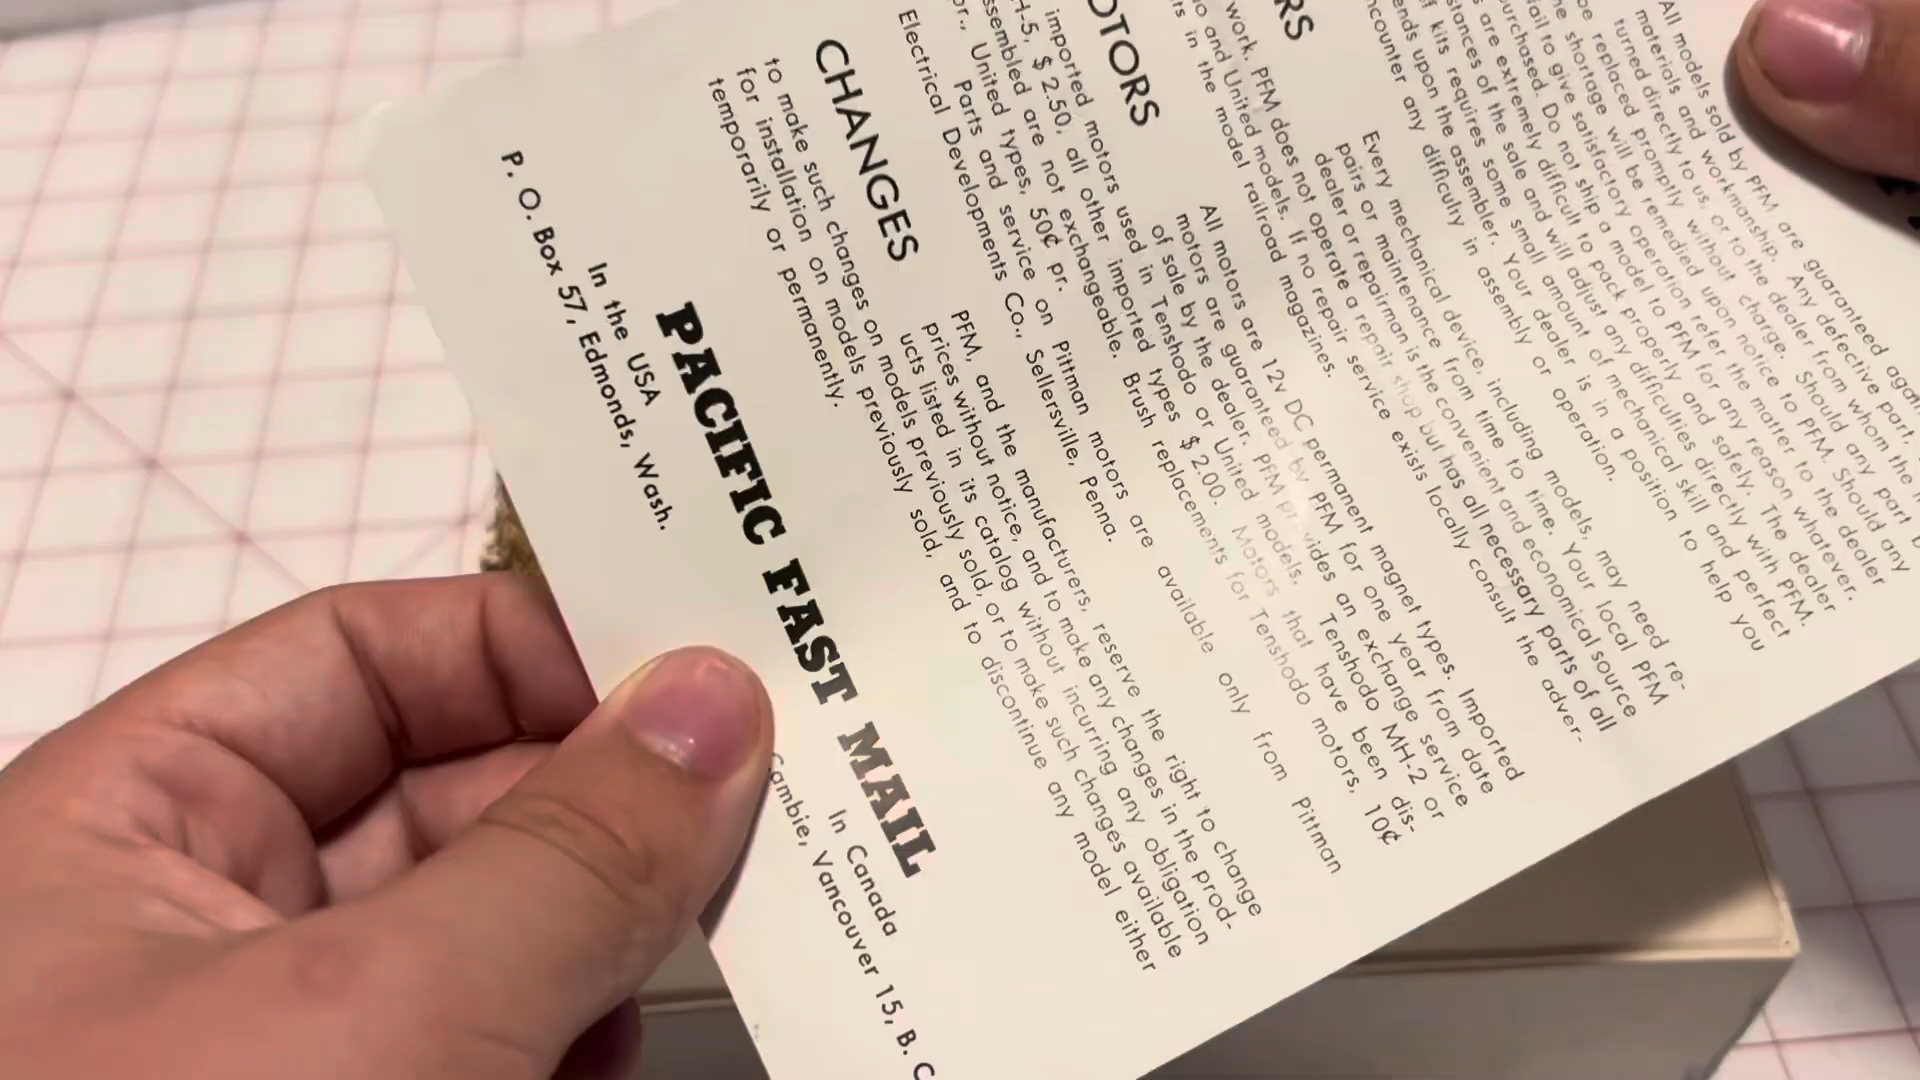 All models sold by PFM are guaranteed
materials and workmanship. Any defective part,
turned directly to us, or to the dealer from whom the
be replaced promptly without charge. Should any part
shortage will be remedied upon notice to PFM. Should any
fail to give satisfactory operation refer the matter to the dealer
urchased. Do not ship a model to PFM for any reason whatever.
s are extremely difficult to pack properly and safely. The dealer
stances of the sale and will adjust any difficulties directly with PFM.
f kits requires some small amount of mechanical skill and perfect
ends upon the assembler. Your dealer is in a position to help you
ncounter any difficulty in assembly or operation.
RS
Every mechanical device, including models, may need re-
pairs or maintenance from time to time. Your local PFM
dealer or repairman is the convenient and economical source
work. PFM does not operate a repair shop but has all necessary parts of all
o and United models. If no repair service exists locally consult the adver-
ts in the model railroad magazines.
OTORS
All motors are 12v DC permanent magnet types. Imported
motors are guaranteed by PFM for one year from date
of sale by the dealer. PFM provides an exchange service
imported motors used in Tenshodo or United models, Tenshodo MH-2 or
H-5, $2.50, all other imported types $2.00. Motors that have been dis-
ssembled are not exchangeable. Brush replacements for Tenshodo motors, 10¢
pr., United types, 50¢ pr.
Parts and service on Pittman motors are available only from Pittman
Electrical Developments Co., Sellersville, Penna.
CHANGES
PFM, and the manufacturers, reserve the right to change
prices without notice, and to make any changes in the prod-
ucts listed in its catalog without incurring any obligation
to make such changes on models previously sold, or to make such changes available
for installation on models previously sold, and to discontinue any model either
temporarily or permanently.
PACIFIC FAST MAIL
In the USA
P. O. Box 57, Edmonds, Wash.
In Canada
Cambie, Vancouver 15, B. C